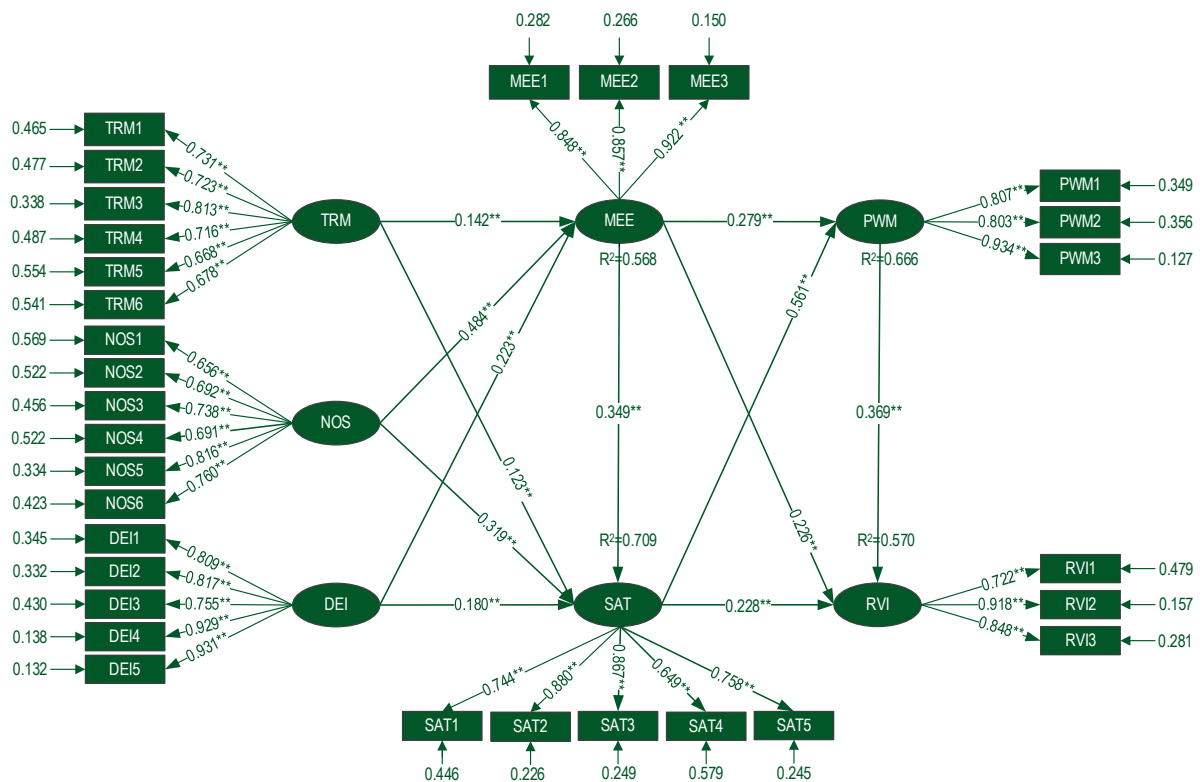 0.282
0.266
0.150
MEE1
MEE2
MEE3
0.848**
0.857**
0.922**
0.465
TRM1
0.731**
0.477
TRM2
0.723**
0.338
TRM3
0.813**
0.487
TRM4
0.716**
0.554
TRM5
0.668**
0.541
TRM6
0.678**
TRM
0.142**
MEE
R²=0.568
0.279**
PWM
R²=0.666
0.807**
PWM1
0.349
0.803**
PWM2
0.356
0.934**
PWM3
0.127
0.569
NOS1
0.656**
0.522
NOS2
0.692**
0.456
NOS3
0.738**
0.522
NOS4
0.691**
0.334
NOS5
0.816**
0.423
NOS6
0.760**
NOS
0.484**
0.223**
0.561**
0.349**
0.369**
0.123**
0.319**
0.226**
R²=0.709
R²=0.570
0.345
DEI1
0.809**
0.332
DEI2
0.817**
0.430
DEI3
0.755**
0.138
DEI4
0.929**
0.132
DEI5
0.931**
DEI
0.180**
SAT
0.228**
RVI
0.722**
RVI1
0.479
0.918**
RVI2
0.157
0.848**
RVI3
0.281
0.744**
0.880**
0.867**
0.649**
0.758**
SAT1
SAT2
SAT3
SAT4
SAT5
0.446
0.226
0.249
0.579
0.245